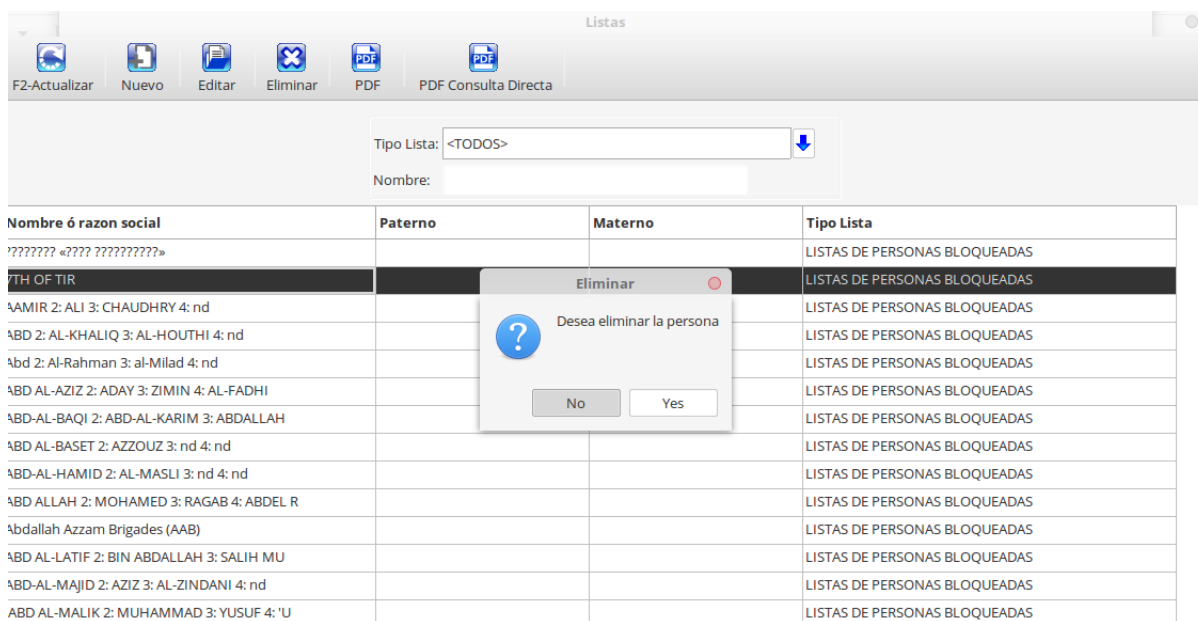 Listas
F2-Actualizar Nuevo Editar Eliminar PDF PDF Consulta Directa
Tipo Lista: <TODOS>
Nombre:
Nombre ó razon social Paterno Materno Tipo Lista
???????? «???? ??????????» LISTAS DE PERSONAS BLOQUEADAS
7TH OF TIR LISTAS DE PERSONAS BLOQUEADAS
Eliminar
Desea eliminar la persona
No Yes
AAMIR 2: ALI 3: CHAUDHRY 4: nd LISTAS DE PERSONAS BLOQUEADAS
ABD 2: AL-KHALIQ 3: AL-HOUTHI 4: nd LISTAS DE PERSONAS BLOQUEADAS
Abd 2: Al-Rahman 3: al-Milad 4: nd LISTAS DE PERSONAS BLOQUEADAS
ABD AL-AZIZ 2: ADAY 3: ZIMIN 4: AL-FADHI LISTAS DE PERSONAS BLOQUEADAS
ABD-AL-BAQI 2: ABD-AL-KARIM 3: ABDALLAH LISTAS DE PERSONAS BLOQUEADAS
ABD AL-BASET 2: AZZOUZ 3: nd 4: nd LISTAS DE PERSONAS BLOQUEADAS
ABD-AL-HAMID 2: AL-MASLI 3: nd 4: nd LISTAS DE PERSONAS BLOQUEADAS
ABD ALLAH 2: MOHAMED 3: RAGAB 4: ABDEL R LISTAS DE PERSONAS BLOQUEADAS
Abdallah Azzam Brigades (AAB) LISTAS DE PERSONAS BLOQUEADAS
ABD AL-LATIF 2: BIN ABDALLAH 3: SALIH MU LISTAS DE PERSONAS BLOQUEADAS
ABD-AL-MAJID 2: AZIZ 3: AL-ZINDANI 4: nd LISTAS DE PERSONAS BLOQUEADAS
ABD AL-MALIK 2: MUHAMMAD 3: YUSUF 4: 'U LISTAS DE PERSONAS BLOQUEADAS